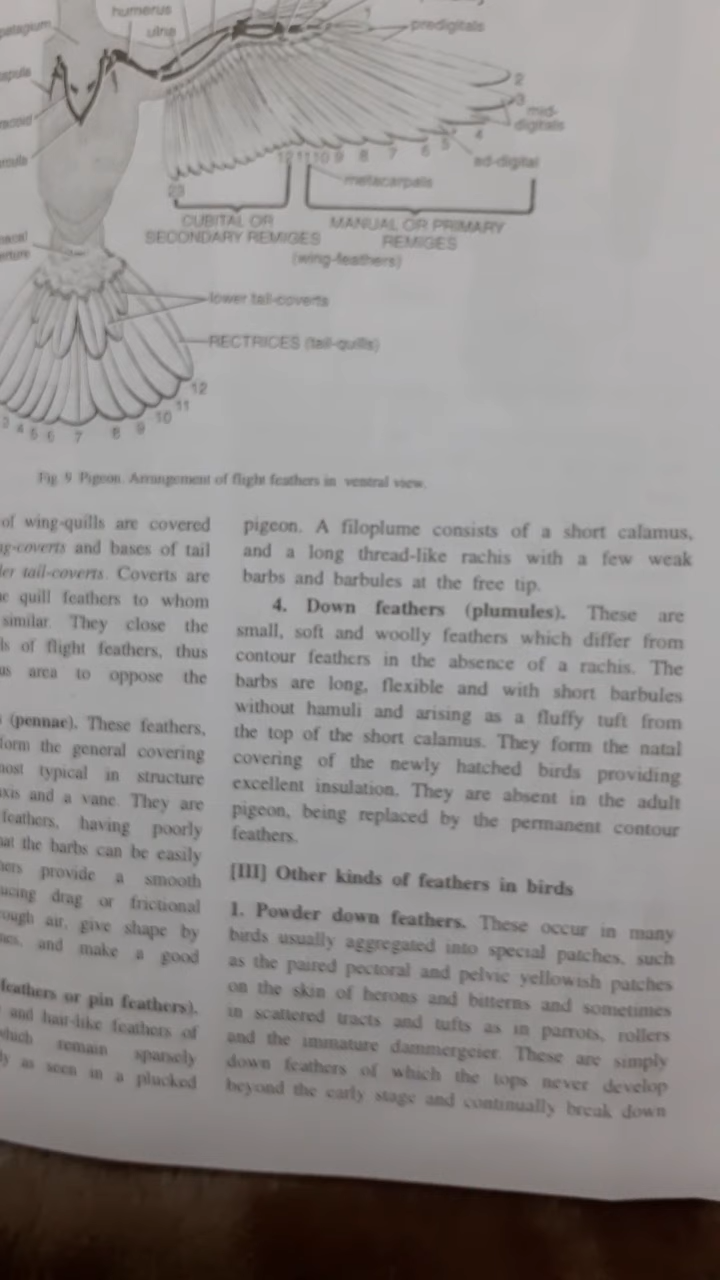 humerus
ulna
patagium
1
predigitals
2
3
mid-
digitals
4
5
6
7
8
9
10
11
12
ad-digital
metacarpals
23
CUBITAL OR
SECONDARY REMIGES
MANUAL OR PRIMARY
REMIGES
(wing-feathers)
lower tail-coverts
RECTRICES (tail-quills)
12
11
10
9
8
7
6
5
4
Fig. 9. Pigeon. Arrangement of flight feathers in ventral view.
of wing-quills are covered
-coverts and bases of tail
tail-coverts. Coverts are
quill feathers to whom
similar. They close the
of flight feathers, thus
area to oppose the
(pennae). These feathers,
form the general covering
most typical in structure
and a vane. They are
feathers, having poorly
the barbs can be easily
provide a smooth
drag or frictional
air, give shape by
and make a good
feathers or pin feathers).
and hair-like feathers of
which remain sparsely
as seen in a plucked
pigeon. A filoplume consists of a short calamus,
and a long thread-like rachis with a few weak
barbs and barbules at the free tip.
4. Down feathers (plumules). These are
small, soft and woolly feathers which differ from
contour feathers in the absence of a rachis. The
barbs are long, flexible and with short barbules
without hamuli and arising as a fluffy tuft from
the top of the short calamus. They form the natal
covering of the newly hatched birds providing
excellent insulation. They are absent in the adult
pigeon, being replaced by the permanent contour
feathers.
[III] Other kinds of feathers in birds
1. Powder down feathers. These occur in many
birds usually aggregated into special patches, such
as the paired pectoral and pelvic yellowish patches
on the skin of herons and bitterns and sometimes
in scattered tracts and tufts as in parrots, rollers
and the immature dammergeier. These are simply
down feathers of which the tops never develop
beyond the early stage and continually break down